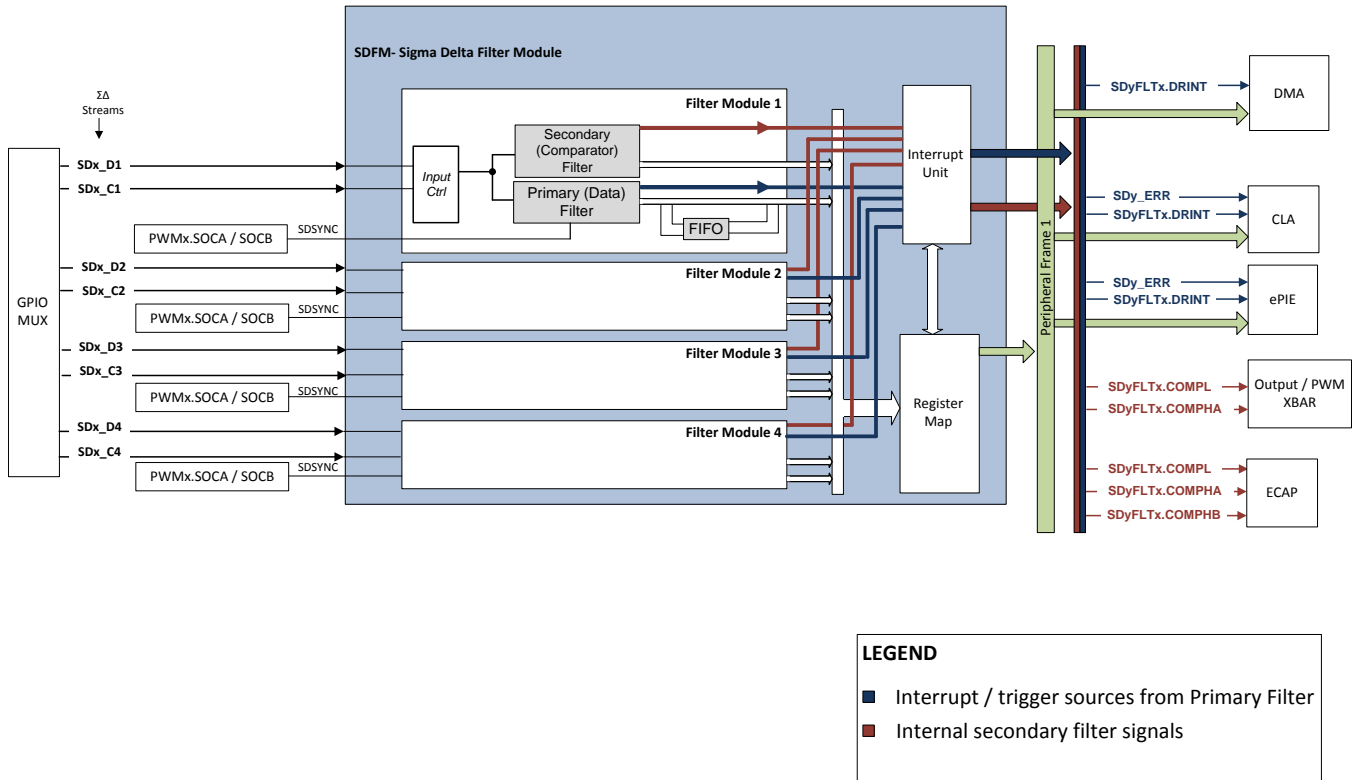 SDFM- Sigma Delta Filter Module
ΣΔ
Streams
GPIO
MUX
SDx_D1
SDx_C1
PWMx.SOCA / SOCB
SDSYNC
SDx_D2
SDx_C2
PWMx.SOCA / SOCB
SDSYNC
SDx_D3
SDx_C3
PWMx.SOCA / SOCB
SDSYNC
SDx_D4
SDx_C4
PWMx.SOCA / SOCB
SDSYNC
Filter Module 1
Input
Ctrl
Secondary
(Comparator)
Filter
Primary (Data)
Filter
FIFO
Filter Module 2
Filter Module 3
Filter Module 4
Interrupt
Unit
Register
Map
Peripheral Frame 1
SDyFLTx.DRINT
DMA
SDy_ERR
SDyFLTx.DRINT
CLA
SDy_ERR
SDyFLTx.DRINT
ePIE
SDyFLTx.COMPL
SDyFLTx.COMPHA
Output / PWM
XBAR
SDyFLTx.COMPL
SDyFLTx.COMPHA
SDyFLTx.COMPHB
ECAP
LEGEND
Interrupt / trigger sources from Primary Filter
Internal secondary filter signals